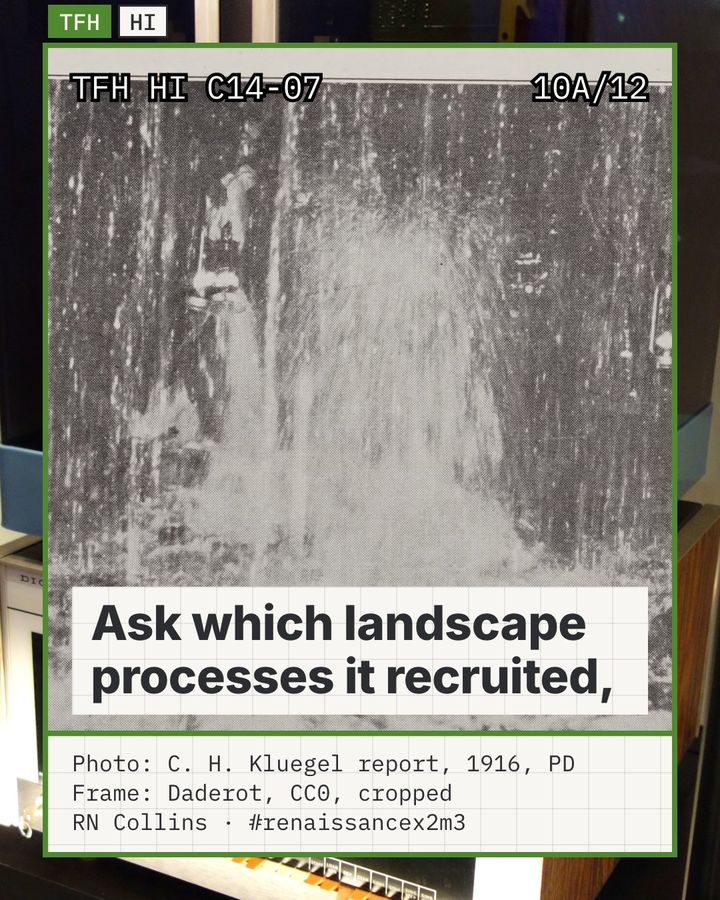 TFH HI
TFH HI C14-07 10A/12
Ask which landscape
processes it recruited,
Photo: C. H. Kluegel report, 1916, PD
Frame: Daderot, CC0, cropped
RN Collins · #renaissancex2m3